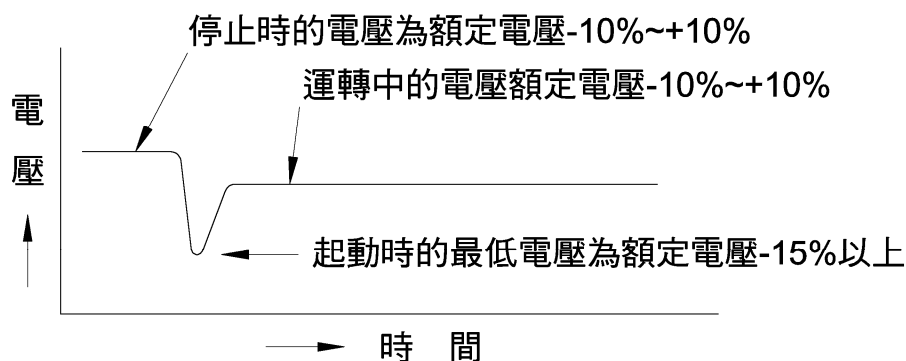 停止時的電壓為額定電壓-10%~+10%
運轉中的電壓額定電壓-10%~+10%
電壓
起動時的最低電壓為額定電壓-15%以上
時 間